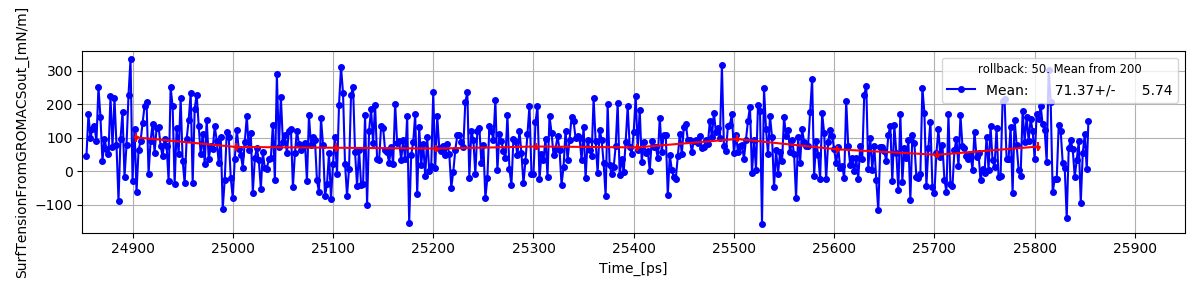 SurfTensionFromGROMACSout_[mN/m]
300
200
100
0
−100
rollback: 50, Mean from 200
Mean: 71.37+/- 5.74
24900 25000 25100 25200 25300 25400 25500 25600 25700 25800 25900
Time_[ps]